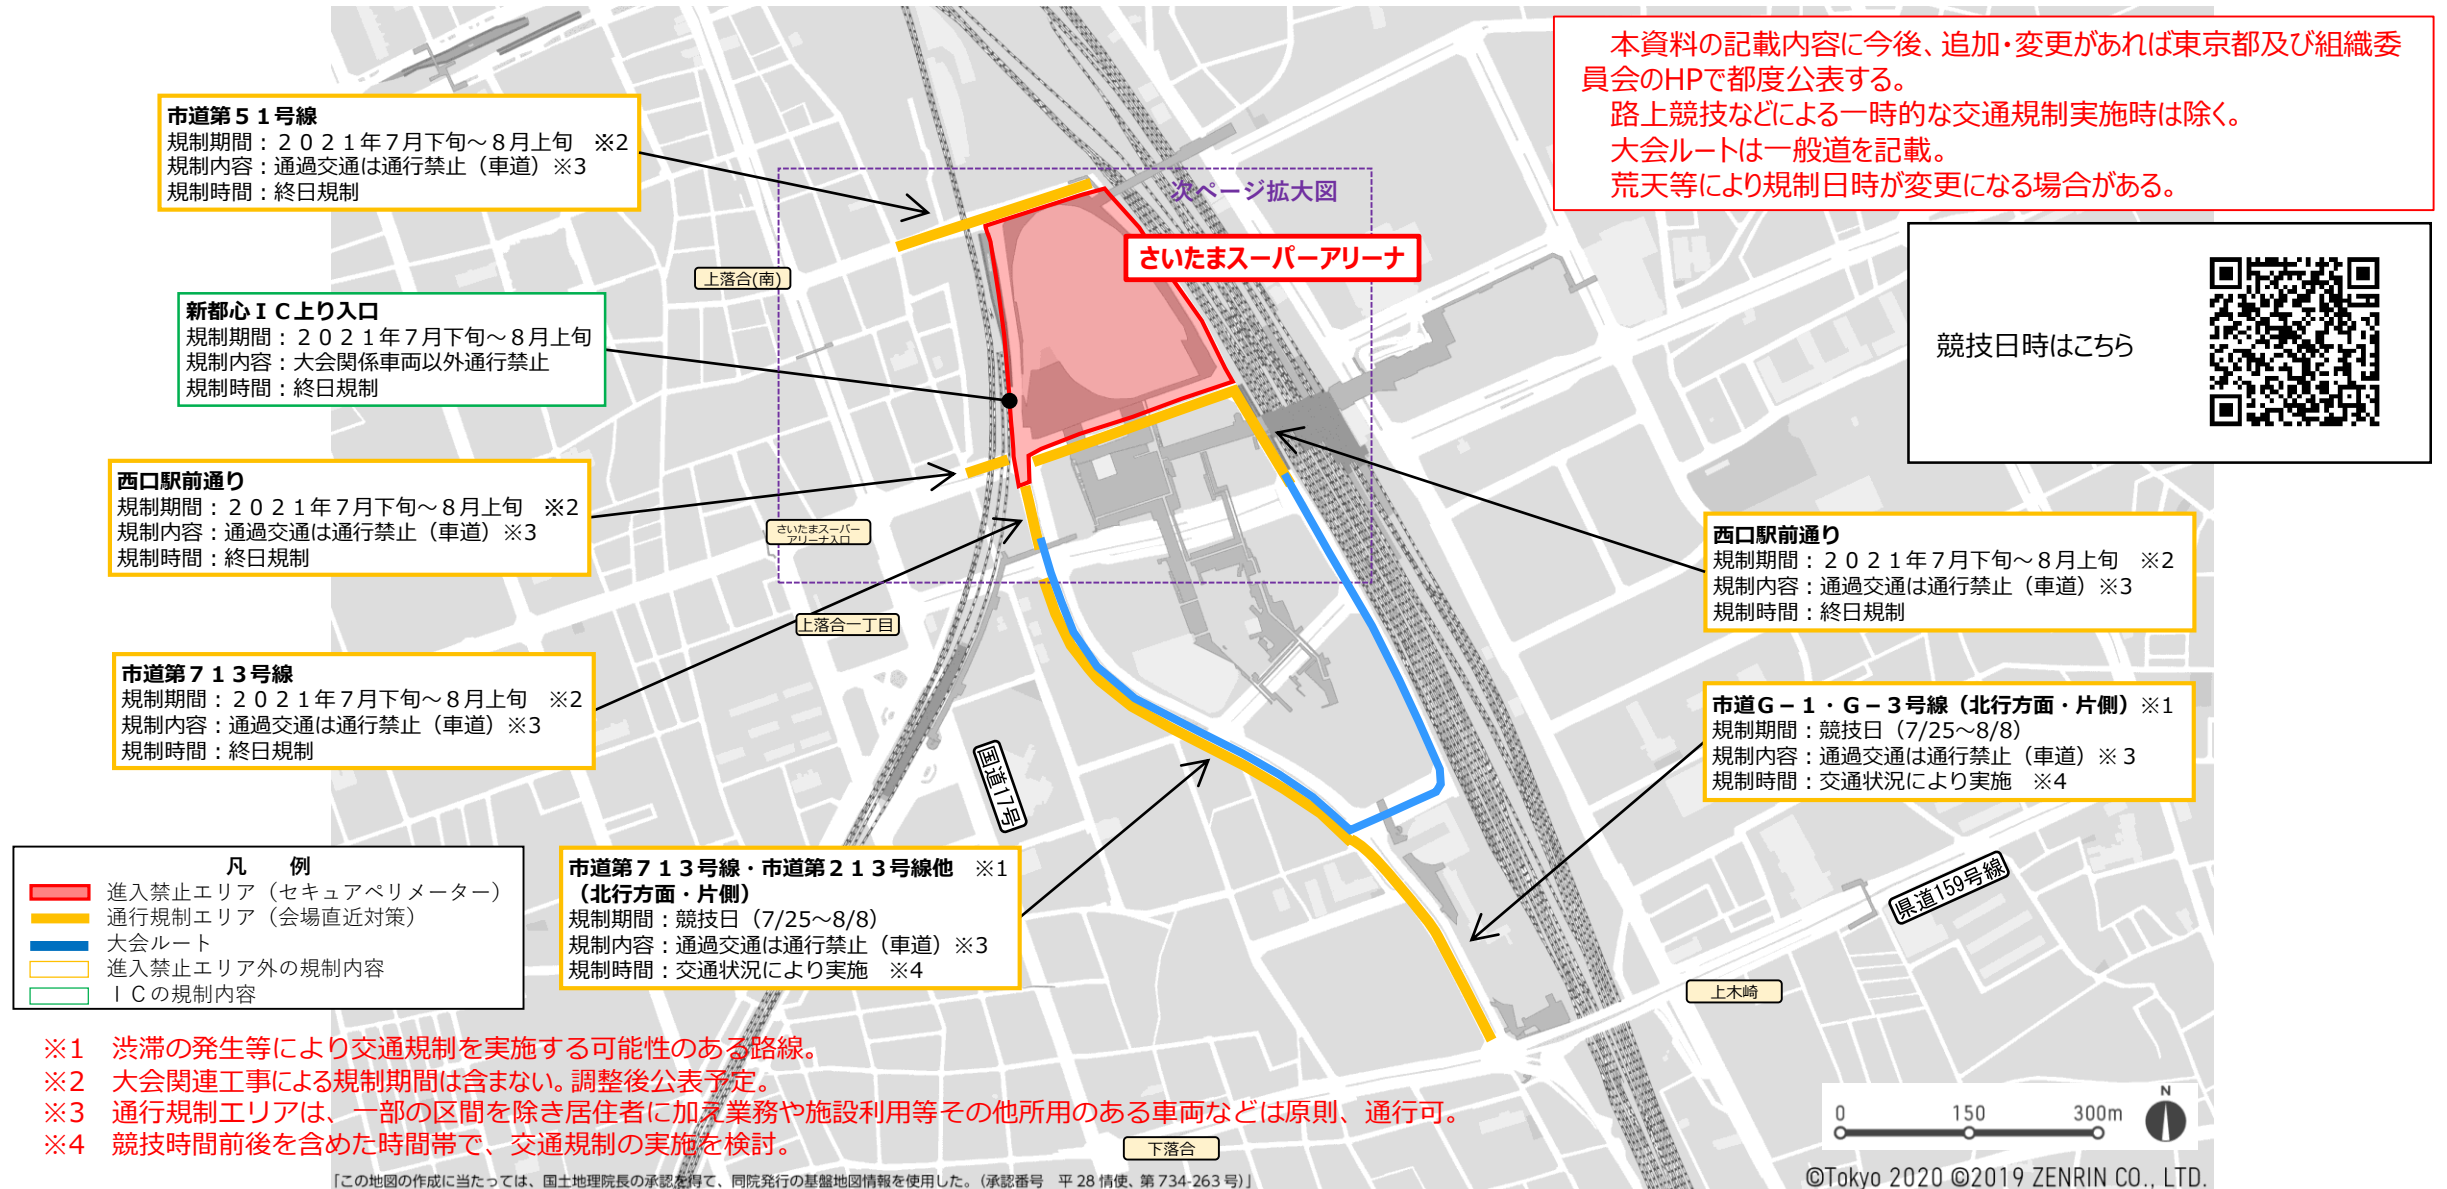 本資料の記載内容に今後、追加・変更があれば東京都及び組織委
員会のHPで都度公表する。
路上競技などによる一時的な交通規制実施時は除く。
大会ルートは一般道を記載。
荒天等により規制日時が変更になる場合がある。
競技日時はこちら
市道第５１号線
規制期間：２０２１年７月下旬～８月上旬　※2
規制内容：通過交通は通行禁止（車道）※3
規制時間：終日規制
次ページ拡大図
さいたまスーパーアリーナ
上落合(南)
新都心ＩＣ上り入口
規制期間：２０２１年７月下旬～８月上旬
規制内容：大会関係車両以外通行禁止
規制時間：終日規制
西口駅前通り
規制期間：２０２１年７月下旬～８月上旬　※2
規制内容：通過交通は通行禁止（車道）※3
規制時間：終日規制
さいたまスーパー
アリーナ入口
西口駅前通り
規制期間：２０２１年７月下旬～８月上旬　※2
規制内容：通過交通は通行禁止（車道）※3
規制時間：終日規制
上落合一丁目
市道第７１３号線
規制期間：２０２１年７月下旬～８月上旬　※2
規制内容：通過交通は通行禁止（車道）※3
規制時間：終日規制
市道Ｇ－１・Ｇ－３号線（北行方面・片側）※1
規制期間：競技日（7/25～8/8）
規制内容：通過交通は通行禁止（車道）※３
規制時間：交通状況により実施　※4
国道17号
県道159号線
市道第７１３号線・市道第２１３号線他　※1
（北行方面・片側）
規制期間：競技日（7/25～8/8）
規制内容：通過交通は通行禁止（車道）※3
規制時間：交通状況により実施　※4
凡　例
進入禁止エリア（セキュアペリメーター）
通行規制エリア（会場直近対策）
大会ルート
進入禁止エリア外の規制内容
ＩＣの規制内容
上木崎
※1　渋滞の発生等により交通規制を実施する可能性のある路線。
※2　大会関連工事による規制期間は含まない。調整後公表予定。
※3　通行規制エリアは、一部の区間を除き居住者に加え業務や施設利用等その他所用のある車両などは原則、通行可。
※4　競技時間前後を含めた時間帯で、交通規制の実施を検討。
下落合
0 150 300m
N
「この地図の作成に当たっては、国土地理院長の承認を得て、同院発行の基盤地図情報を使用した。（承認番号　平 28 情使、第 734-263 号）」
©Tokyo 2020 ©2019 ZENRIN CO., LTD.